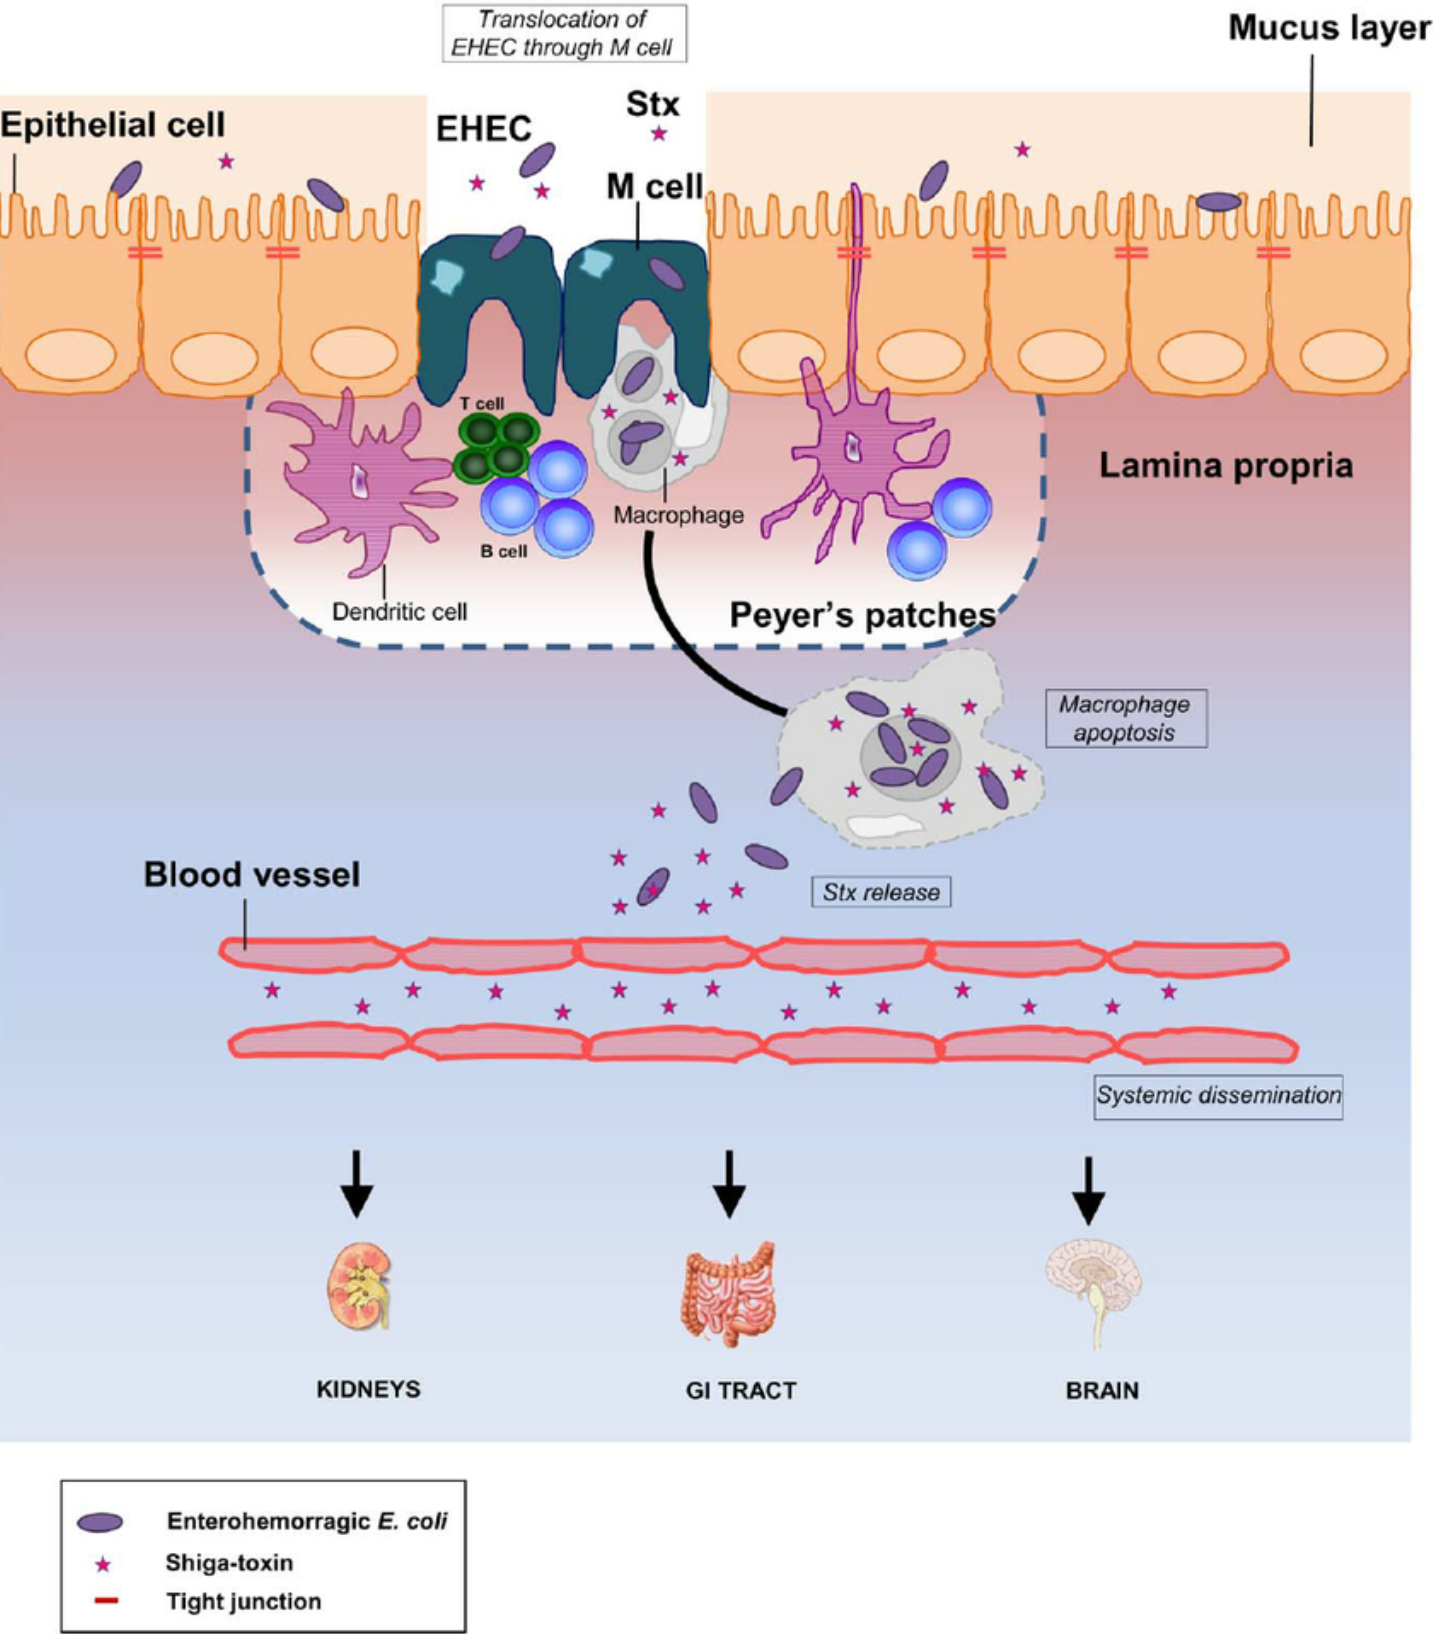 Translocation of
EHEC through M cell
Mucus layer
Epithelial cell
EHEC
Stx
M cell
T cell
B cell
Macrophage
Dendritic cell
Lamina propria
Peyer’s patches
Macrophage
apoptosis
Blood vessel
Stx release
Systemic dissemination
KIDNEYS
GI TRACT
BRAIN
Enterohemorragic E. coli
Shiga-toxin
Tight junction